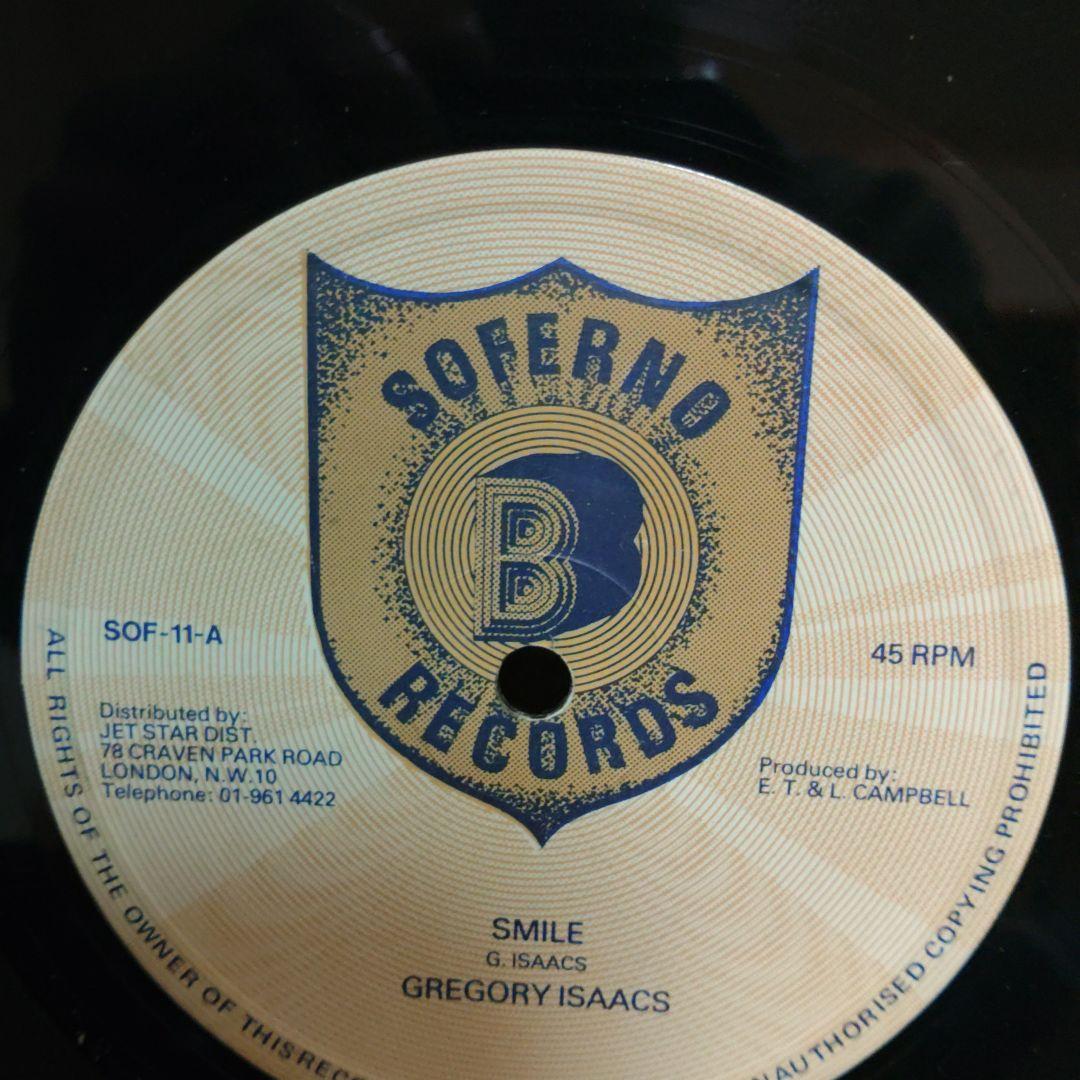 SOFERNO
B
RECORDS
SOF-11-A
45 RPM
Distributed by:
JET STAR DIST.
78 CRAVEN PARK ROAD
LONDON, N.W.10
Telephone: 01-961 4422
Produced by:
E. T. & L. CAMPBELL
SMILE
G. ISAACS
GREGORY ISAACS
ALL RIGHTS OF THE OWNER OF THIS COPYING PROHIBITED